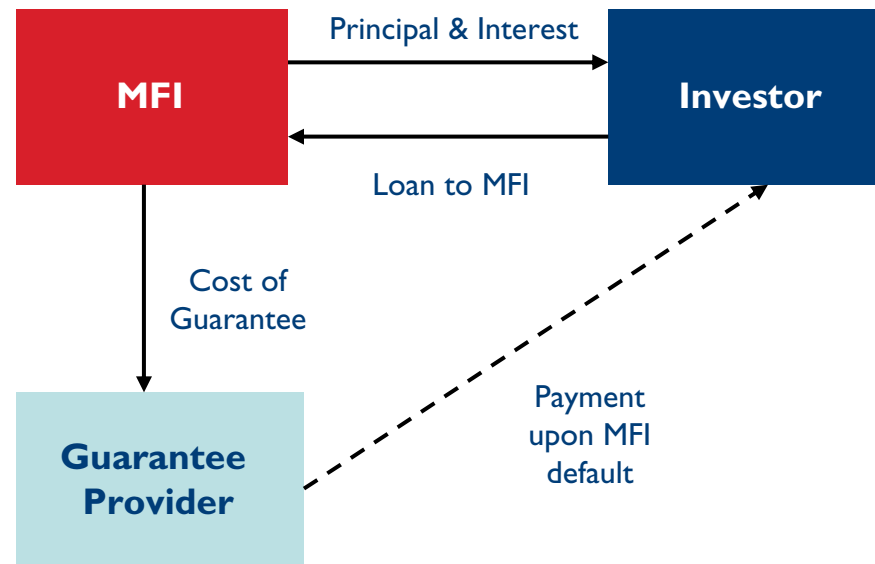 Principal & Interest
MFI
Investor
Loan to MFI
Cost of
Guarantee
Payment
upon MFI
default
Guarantee
Provider